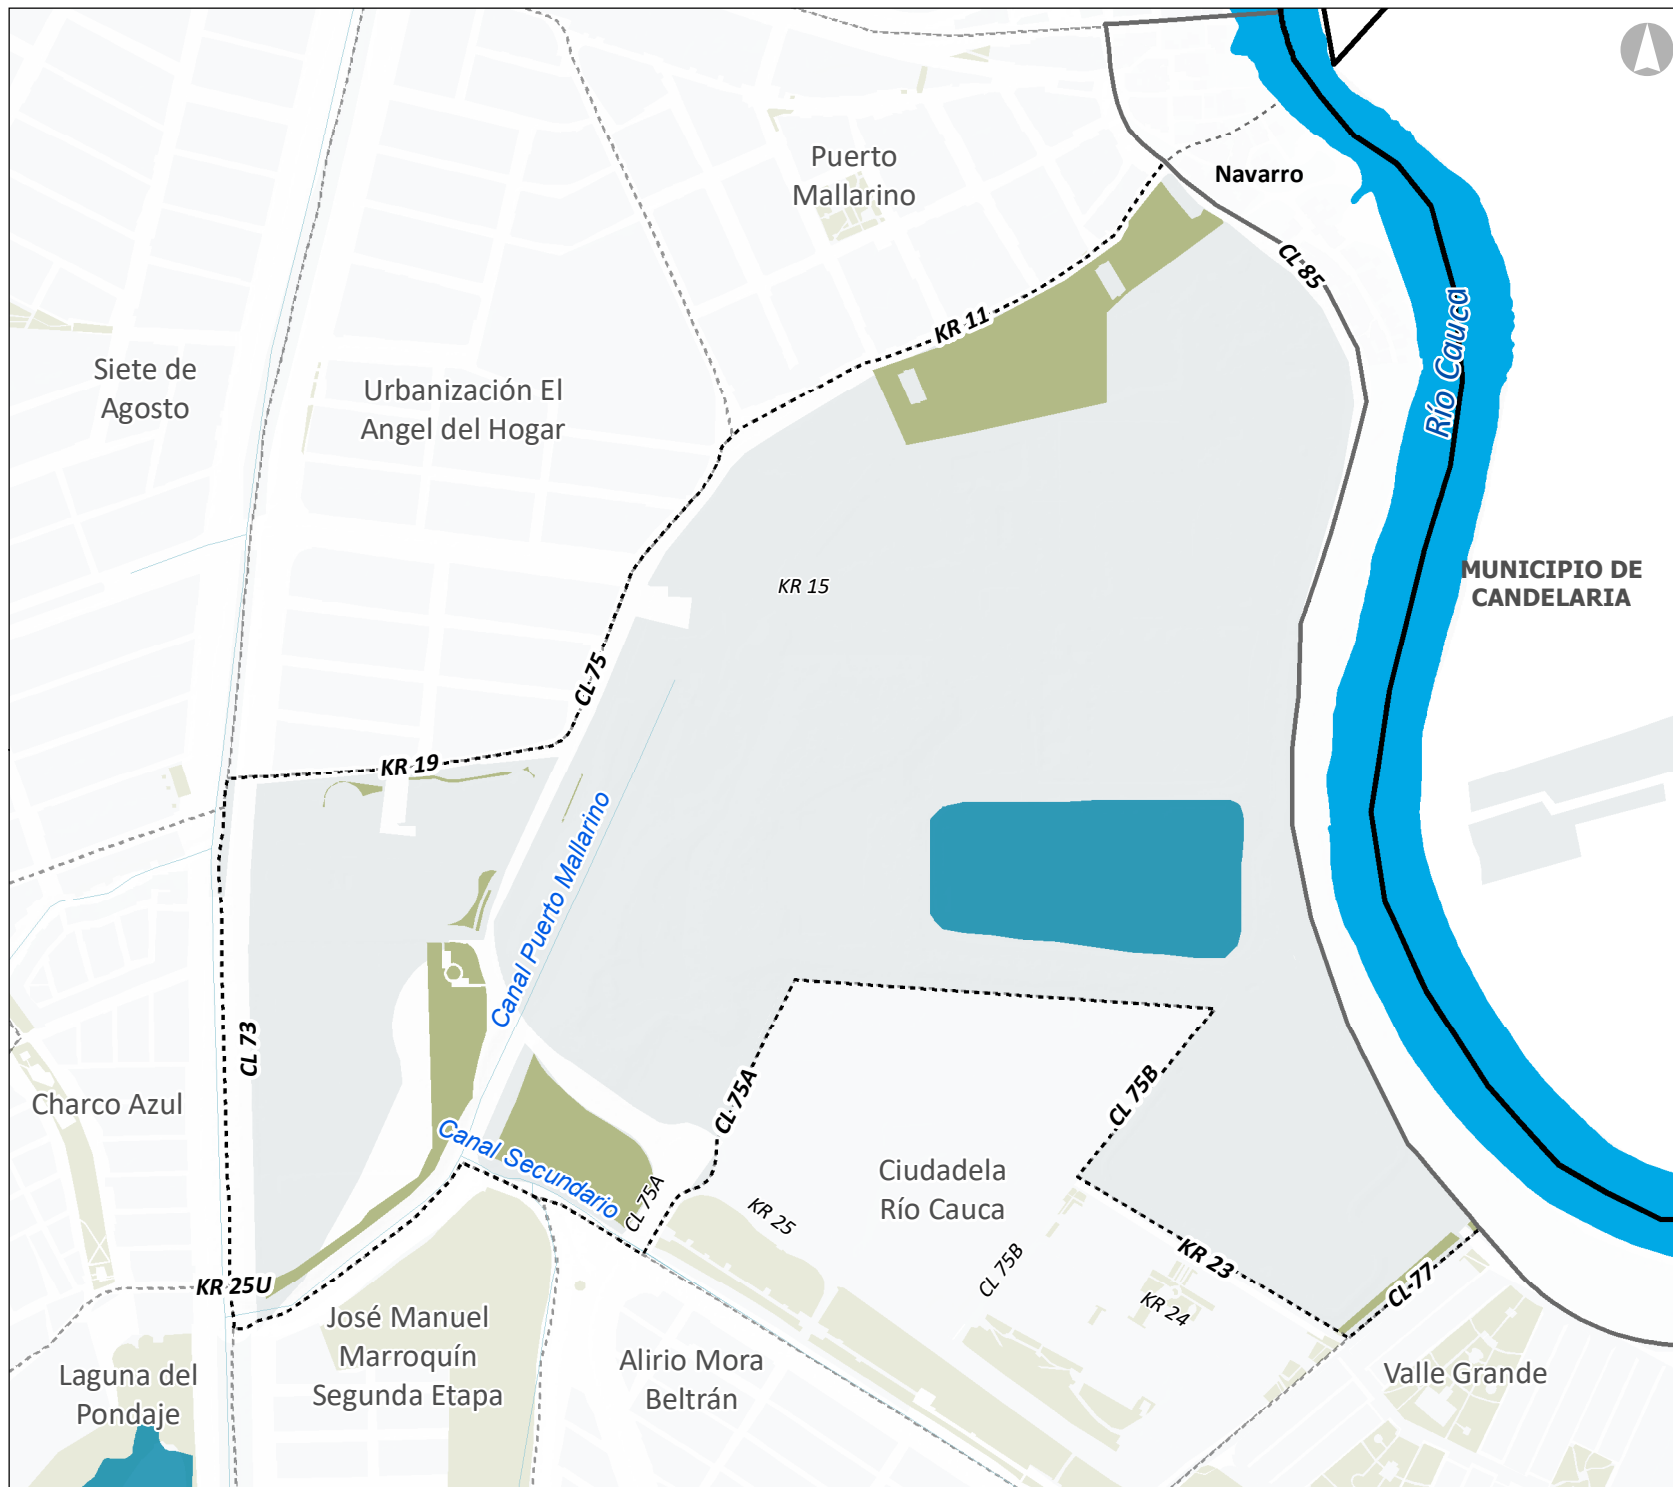 Puerto
Mallarino
Navarro
CL 85
KR 11
Río Cauca
Siete de
Agosto
Urbanización El
Angel del Hogar
KR 15
MUNICIPIO DE
CANDELARIA
CL 75
KR 19
Canal Puerto Mallarino
CL 73
CL 75A
CL 75B
Charco Azul
Canal Secundario
CL 75A
KR 25
Ciudadela
Río Cauca
CL 75B
KR 23
KR 24
CL 77
KR 25U
José Manuel
Marroquín
Segunda Etapa
Alirio Mora
Beltrán
Valle Grande
Laguna del
Pondaje